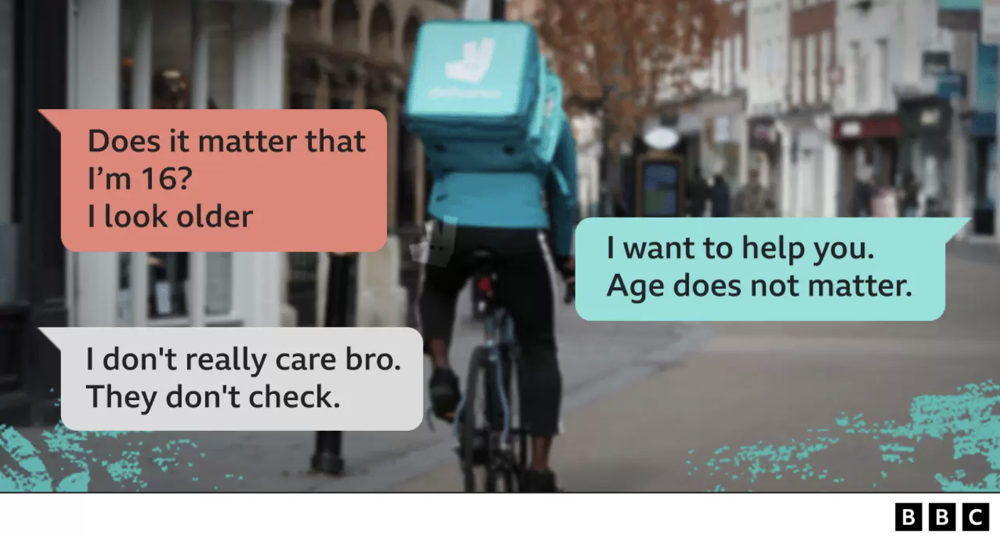 deliveroo
Does it matter that
I’m 16?
I look older
I want to help you.
Age does not matter.
I don't really care bro.
They don't check.
BBC